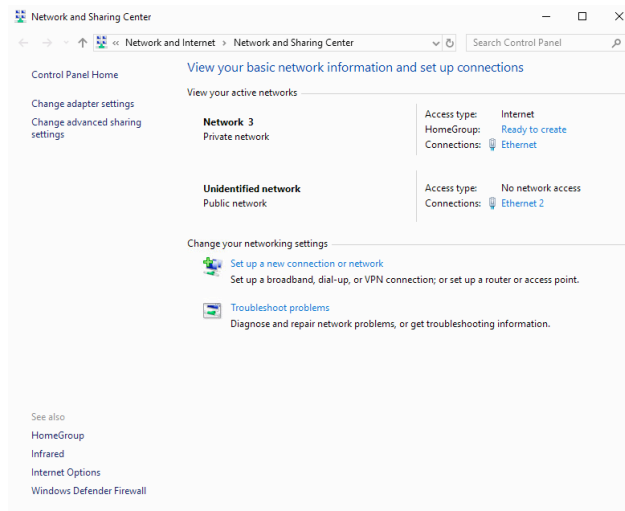 Network and Sharing Center
« Network and Internet › Network and Sharing Center
Search Control Panel
Control Panel Home
Change adapter settings
Change advanced sharing
settings
View your basic network information and set up connections
View your active networks
Network 3
Private network
Access type: Internet
HomeGroup: Ready to create
Connections: Ethernet
Unidentified network
Public network
Access type: No network access
Connections: Ethernet 2
Change your networking settings
Set up a new connection or network
Set up a broadband, dial-up, or VPN connection; or set up a router or access point.
Troubleshoot problems
Diagnose and repair network problems, or get troubleshooting information.
See also
HomeGroup
Infrared
Internet Options
Windows Defender Firewall